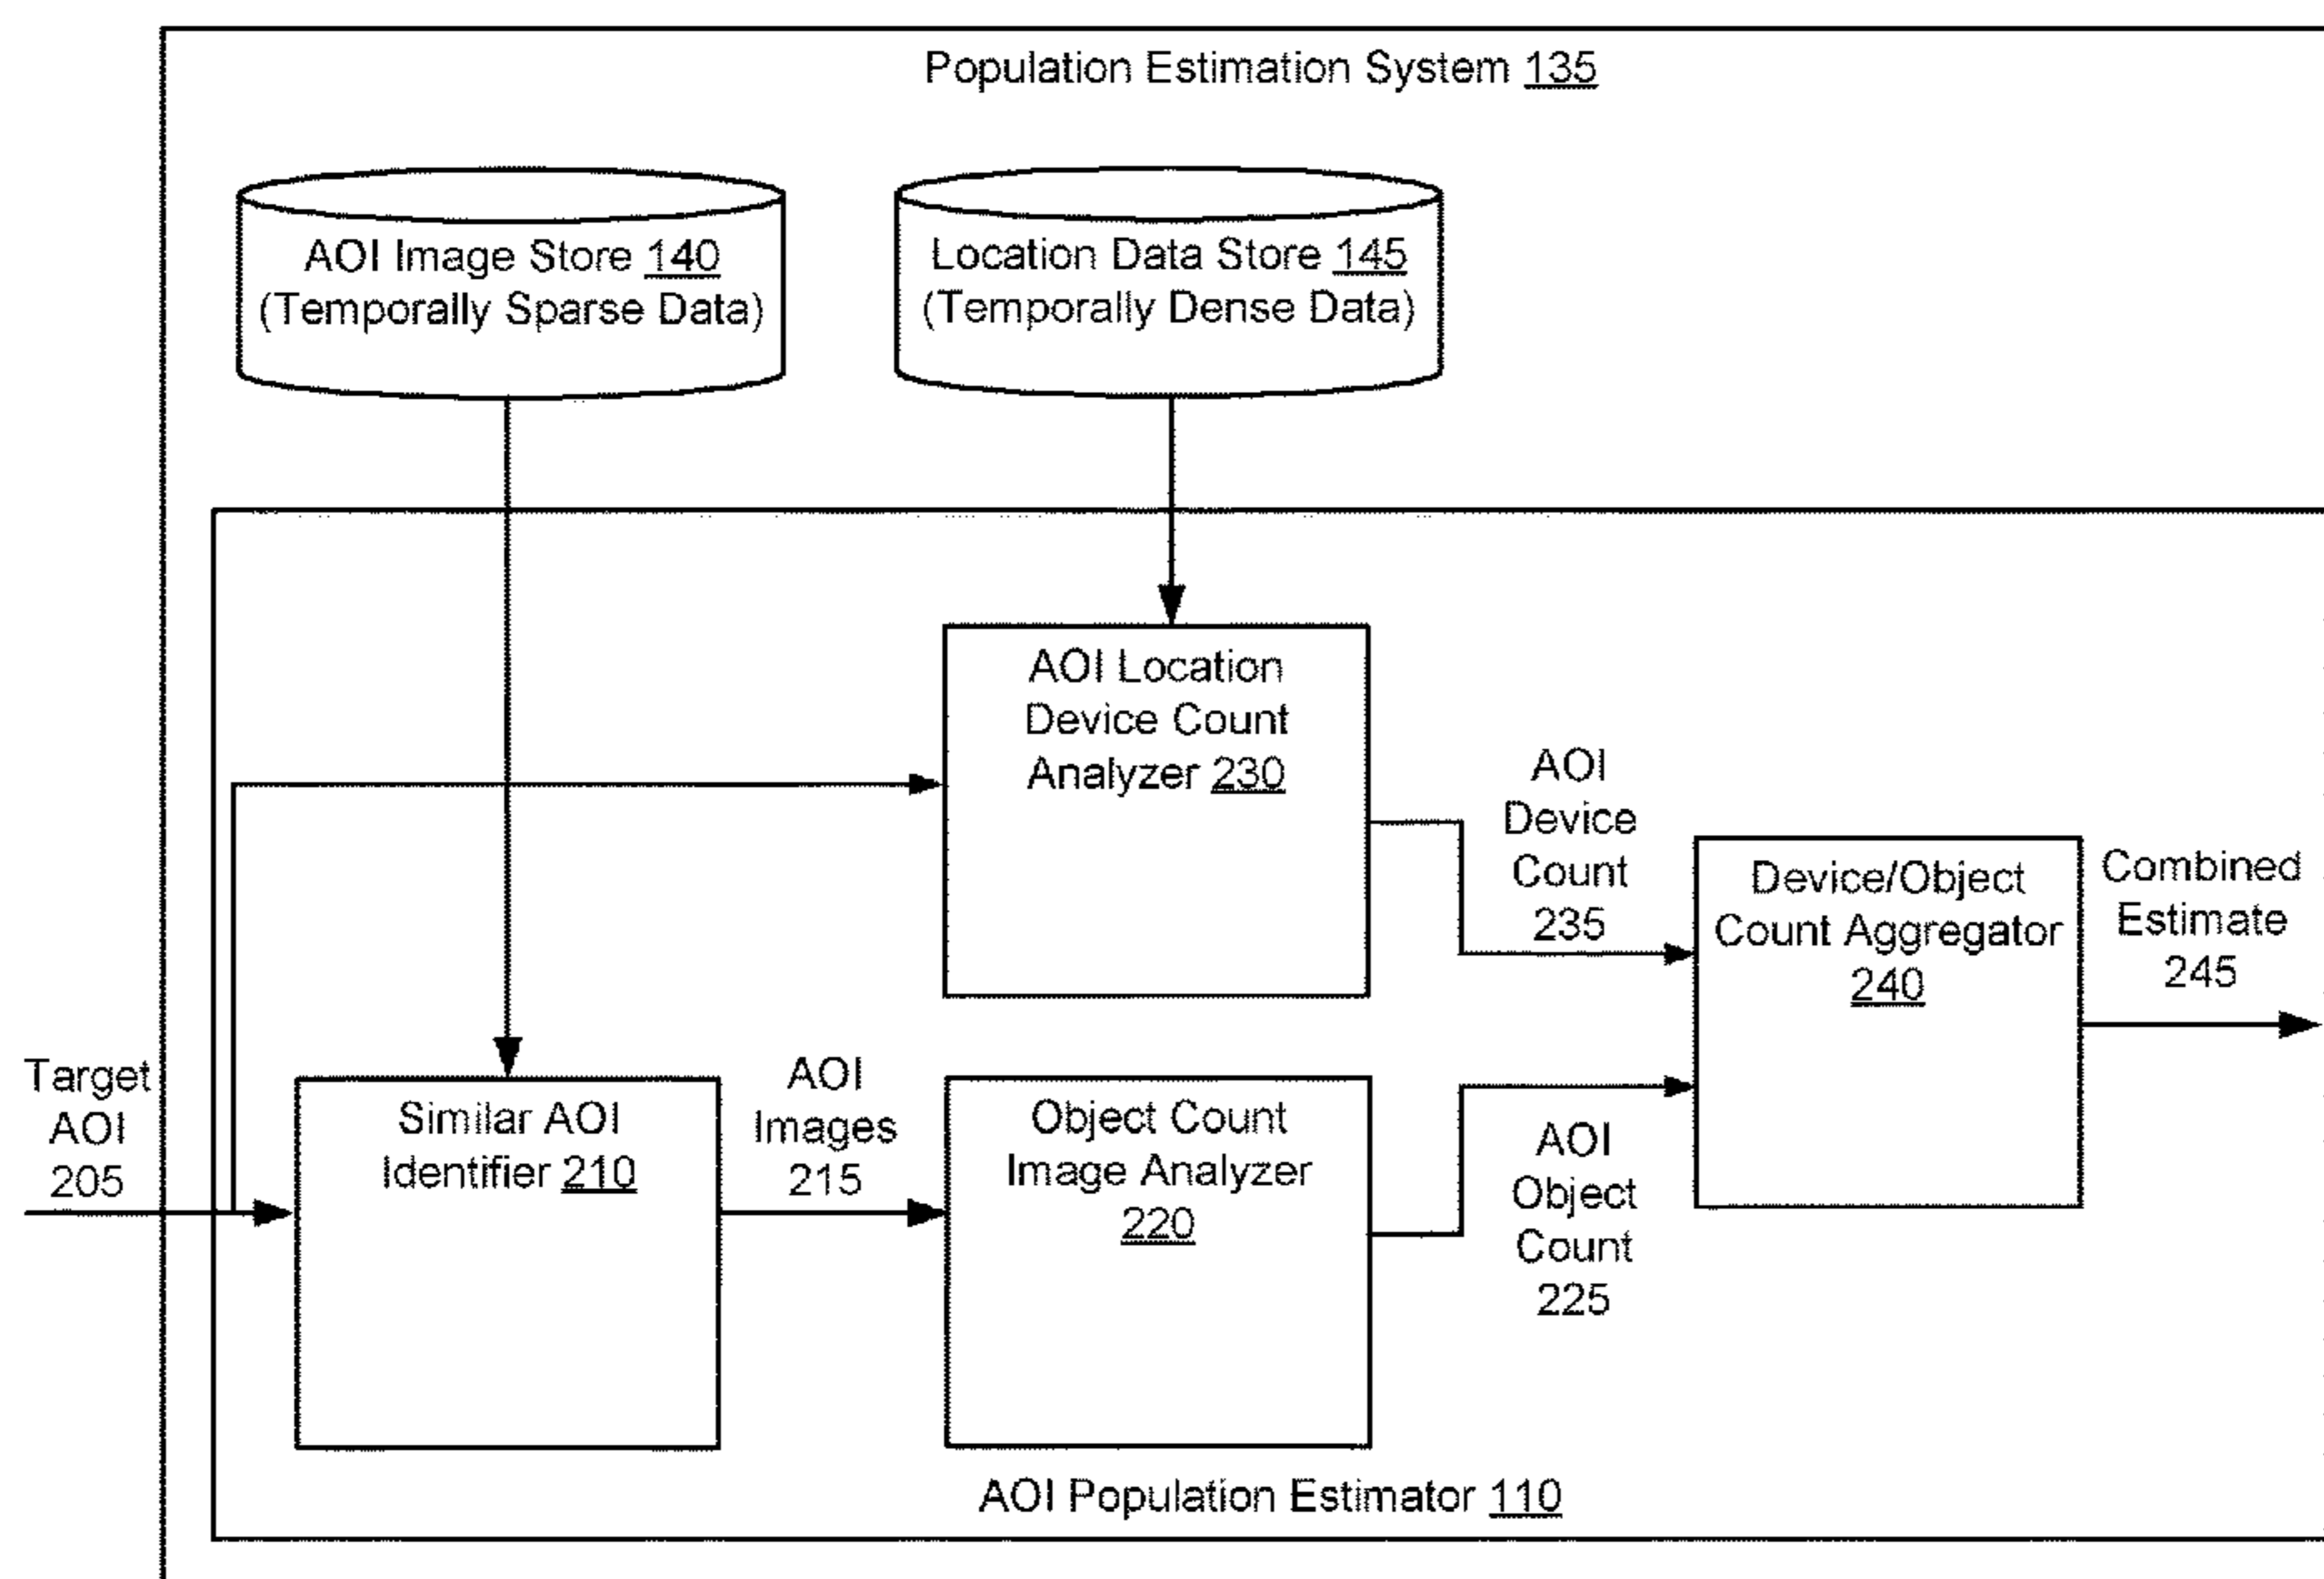 Population Estimation System 135
AOI Image Store 140
(Temporally Sparse Data)
Location Data Store 145
(Temporally Dense Data)
AOI Location
Device Count
Analyzer 230
AOI
Device
Count
235
Device/Object
Count Aggregator
240
Combined
Estimate
245
Target
AOI
205
Similar AOI
Identifier 210
AOI
Images
215
Object Count
Image Analyzer
220
AOI
Object
Count
225
AOI Population Estimator 110